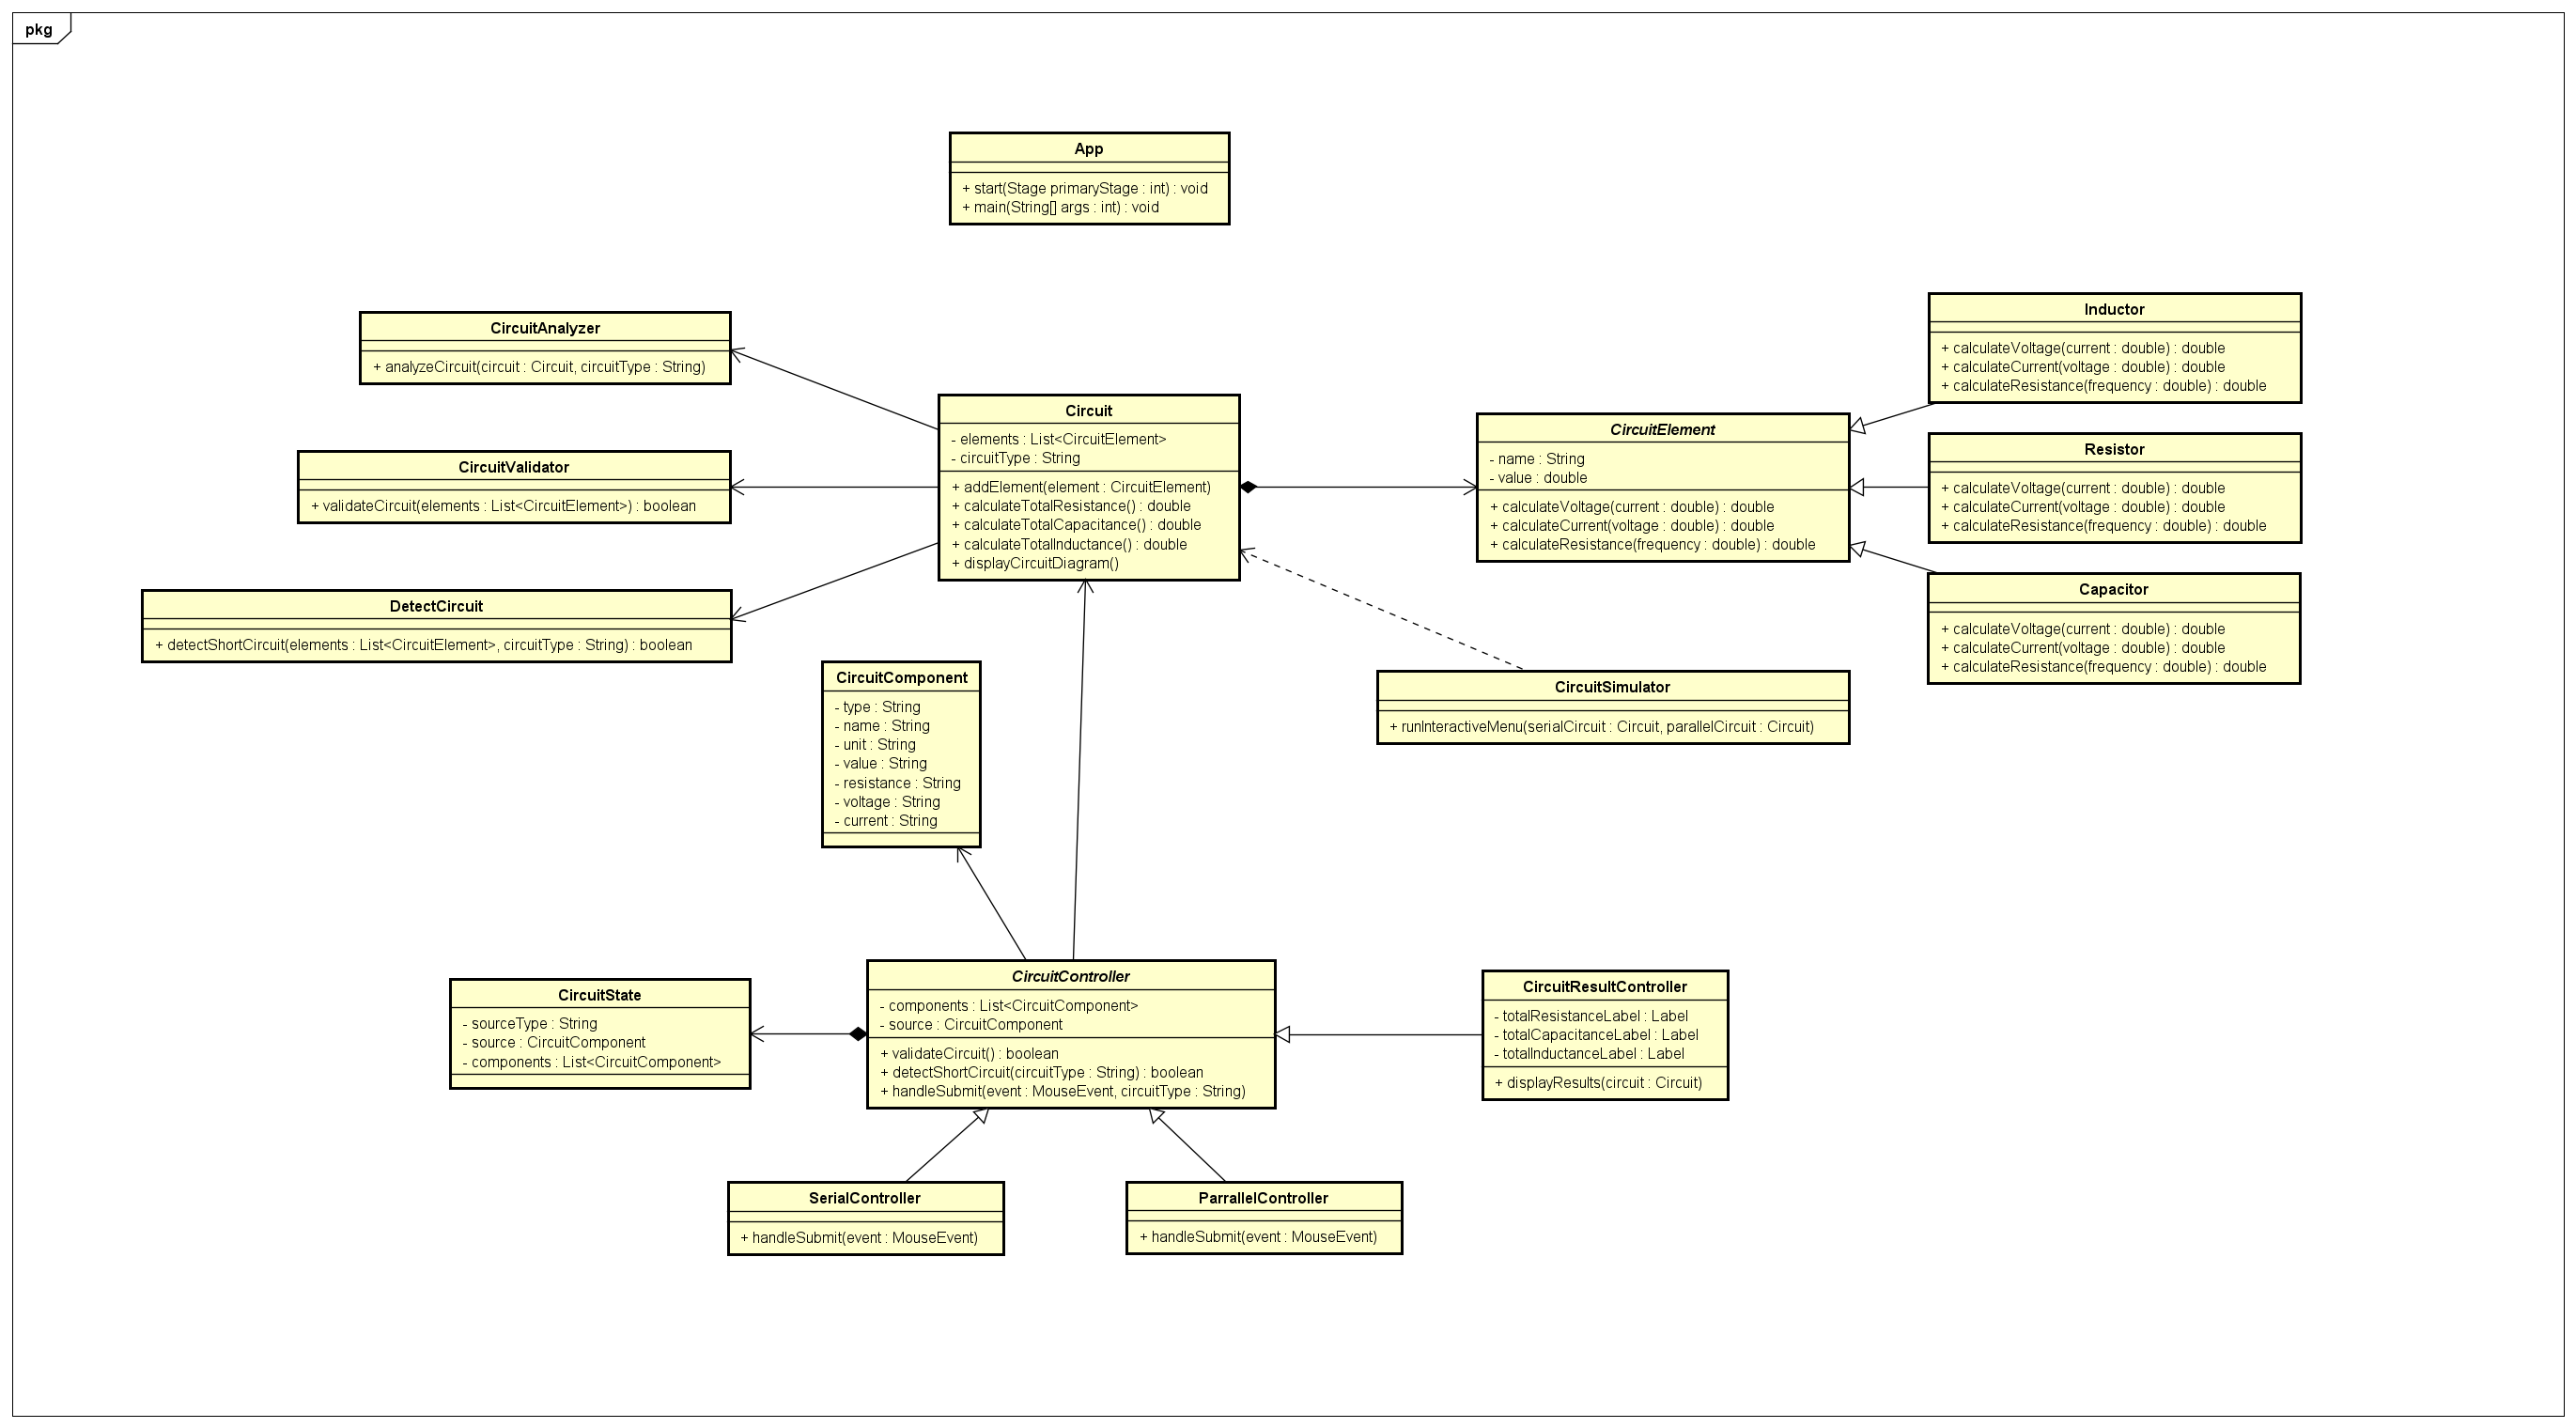 pkg
App
+ start(Stage primaryStage : int) : void
+ main(String[] args : int) : void
CircuitAnalyzer
+ analyzeCircuit(circuit : Circuit, circuitType : String)
CircuitValidator
+ validateCircuit(elements : List<CircuitElement>) : boolean
DetectCircuit
+ detectShortCircuit(elements : List<CircuitElement>, circuitType : String) : boolean
Circuit
- elements : List<CircuitElement>
- circuitType : String
+ addElement(element : CircuitElement)
+ calculateTotalResistance() : double
+ calculateTotalCapacitance() : double
+ calculateTotalInductance() : double
+ displayCircuitDiagram()
CircuitElement
- name : String
- value : double
+ calculateVoltage(current : double) : double
+ calculateCurrent(voltage : double) : double
+ calculateResistance(frequency : double) : double
Inductor
+ calculateVoltage(current : double) : double
+ calculateCurrent(voltage : double) : double
+ calculateResistance(frequency : double) : double
Resistor
+ calculateVoltage(current : double) : double
+ calculateCurrent(voltage : double) : double
+ calculateResistance(frequency : double) : double
Capacitor
+ calculateVoltage(current : double) : double
+ calculateCurrent(voltage : double) : double
+ calculateResistance(frequency : double) : double
CircuitSimulator
+ runInteractiveMenu(serialCircuit : Circuit, parallelCircuit : Circuit)
CircuitComponent
- type : String
- name : String
- unit : String
- value : String
- resistance : String
- voltage : String
- current : String
CircuitState
- sourceType : String
- source : CircuitComponent
- components : List<CircuitComponent>
CircuitController
- components : List<CircuitComponent>
- source : CircuitComponent
+ validateCircuit() : boolean
+ detectShortCircuit(circuitType : String) : boolean
+ handleSubmit(event : MouseEvent, circuitType : String)
CircuitResultController
- totalResistanceLabel : Label
- totalCapacitanceLabel : Label
- totalInductanceLabel : Label
+ displayResults(circuit : Circuit)
SerialController
+ handleSubmit(event : MouseEvent)
ParrallelController
+ handleSubmit(event : MouseEvent)